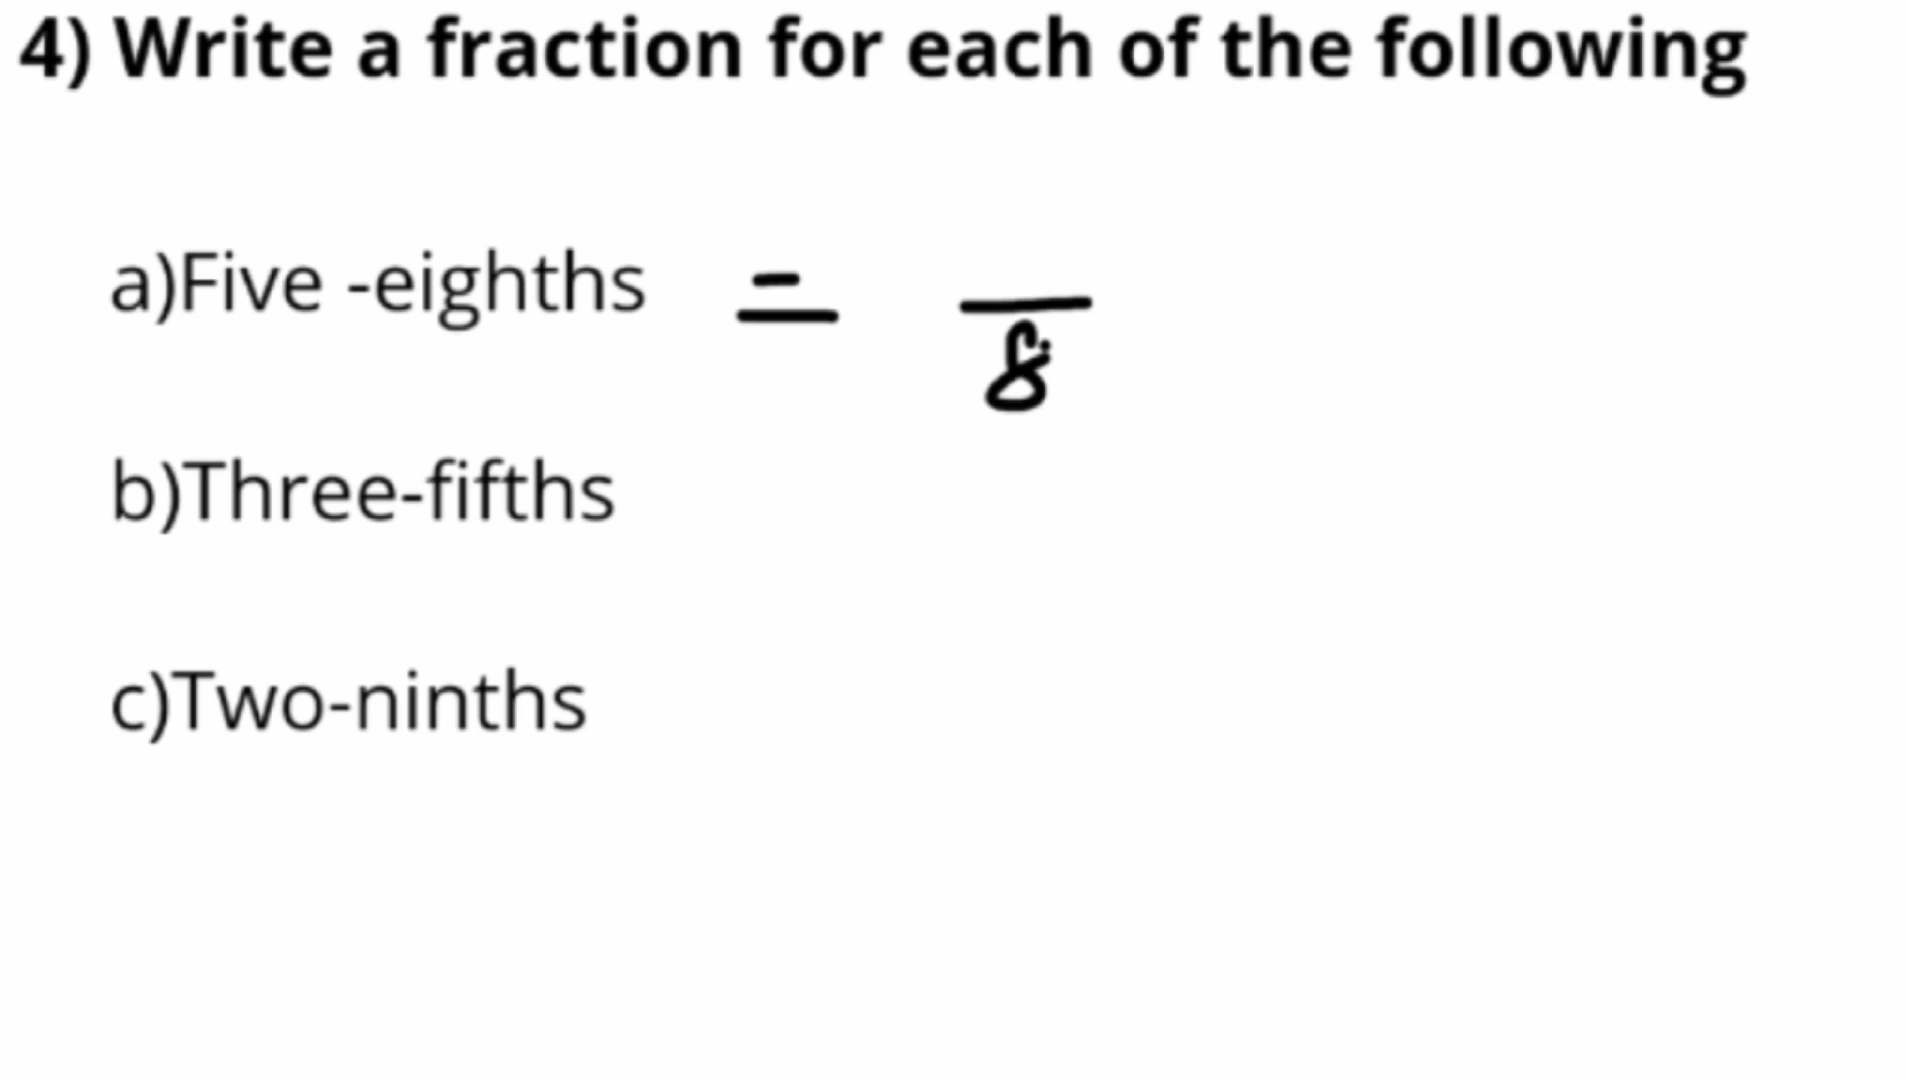 4) Write a fraction for each of the following
a)Five -eighths = —
8
b)Three-fifths
c)Two-ninths